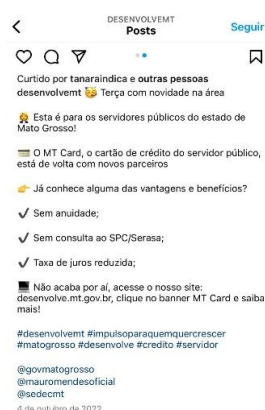 DESENVOLVEMT
Posts
Seguir
Curtido por tanaraindica e outras pessoas
desenvolvemt 🥳 Terça com novidade na área
👷 Esta é para os servidores públicos do estado de
Mato Grosso!
💳 O MT Card, o cartão de crédito do servidor público,
está de volta com novos parceiros
👉 Já conhece alguma das vantagens e benefícios?
✔️ Sem anuidade;
✔️ Sem consulta ao SPC/Serasa;
✔️ Taxa de juros reduzida;
💻 Não acaba por aí, acesse o nosso site:
desenvolve.mt.gov.br, clique no banner MT Card e saiba
mais!
#desenvolvemt #impulsoparaquemquercrescer
#matogrosso #desenvolve #credito #servidor
@govmatogrosso
@mauromendesoficial
@sedecmt
4 de outubro de 2022